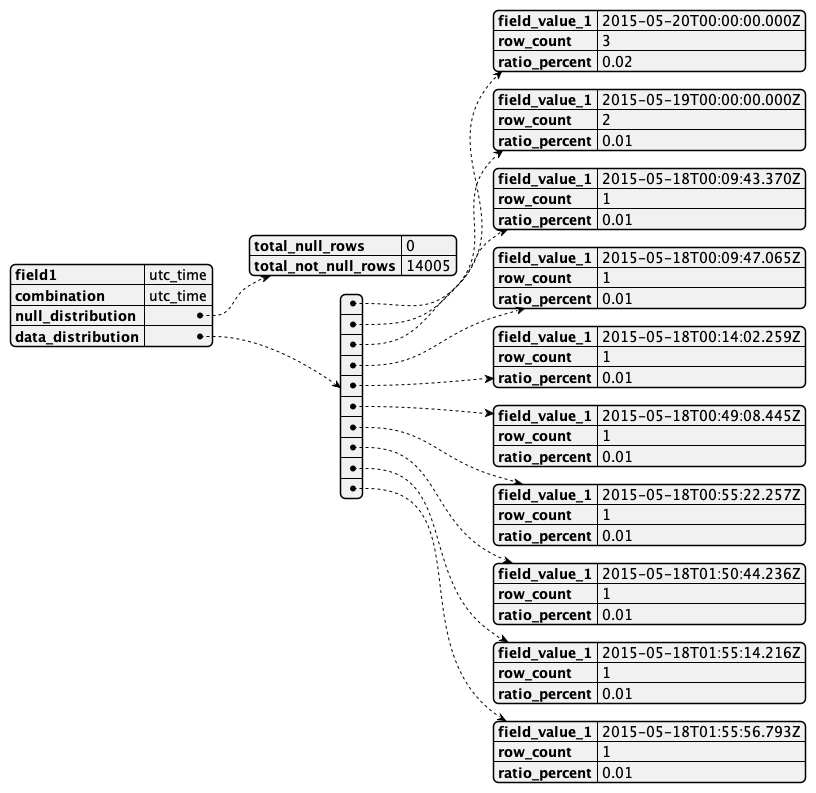 field1 utc_time
combination utc_time
null_distribution
data_distribution
total_null_rows 0
total_not_null_rows 14005
field_value_1 2015-05-20T00:00:00.000Z
row_count 3
ratio_percent 0.02
field_value_1 2015-05-19T00:00:00.000Z
row_count 2
ratio_percent 0.01
field_value_1 2015-05-18T00:09:43.370Z
row_count 1
ratio_percent 0.01
field_value_1 2015-05-18T00:09:47.065Z
row_count 1
ratio_percent 0.01
field_value_1 2015-05-18T00:14:02.259Z
row_count 1
ratio_percent 0.01
field_value_1 2015-05-18T00:49:08.445Z
row_count 1
ratio_percent 0.01
field_value_1 2015-05-18T00:55:22.257Z
row_count 1
ratio_percent 0.01
field_value_1 2015-05-18T01:50:44.236Z
row_count 1
ratio_percent 0.01
field_value_1 2015-05-18T01:55:14.216Z
row_count 1
ratio_percent 0.01
field_value_1 2015-05-18T01:55:56.793Z
row_count 1
ratio_percent 0.01